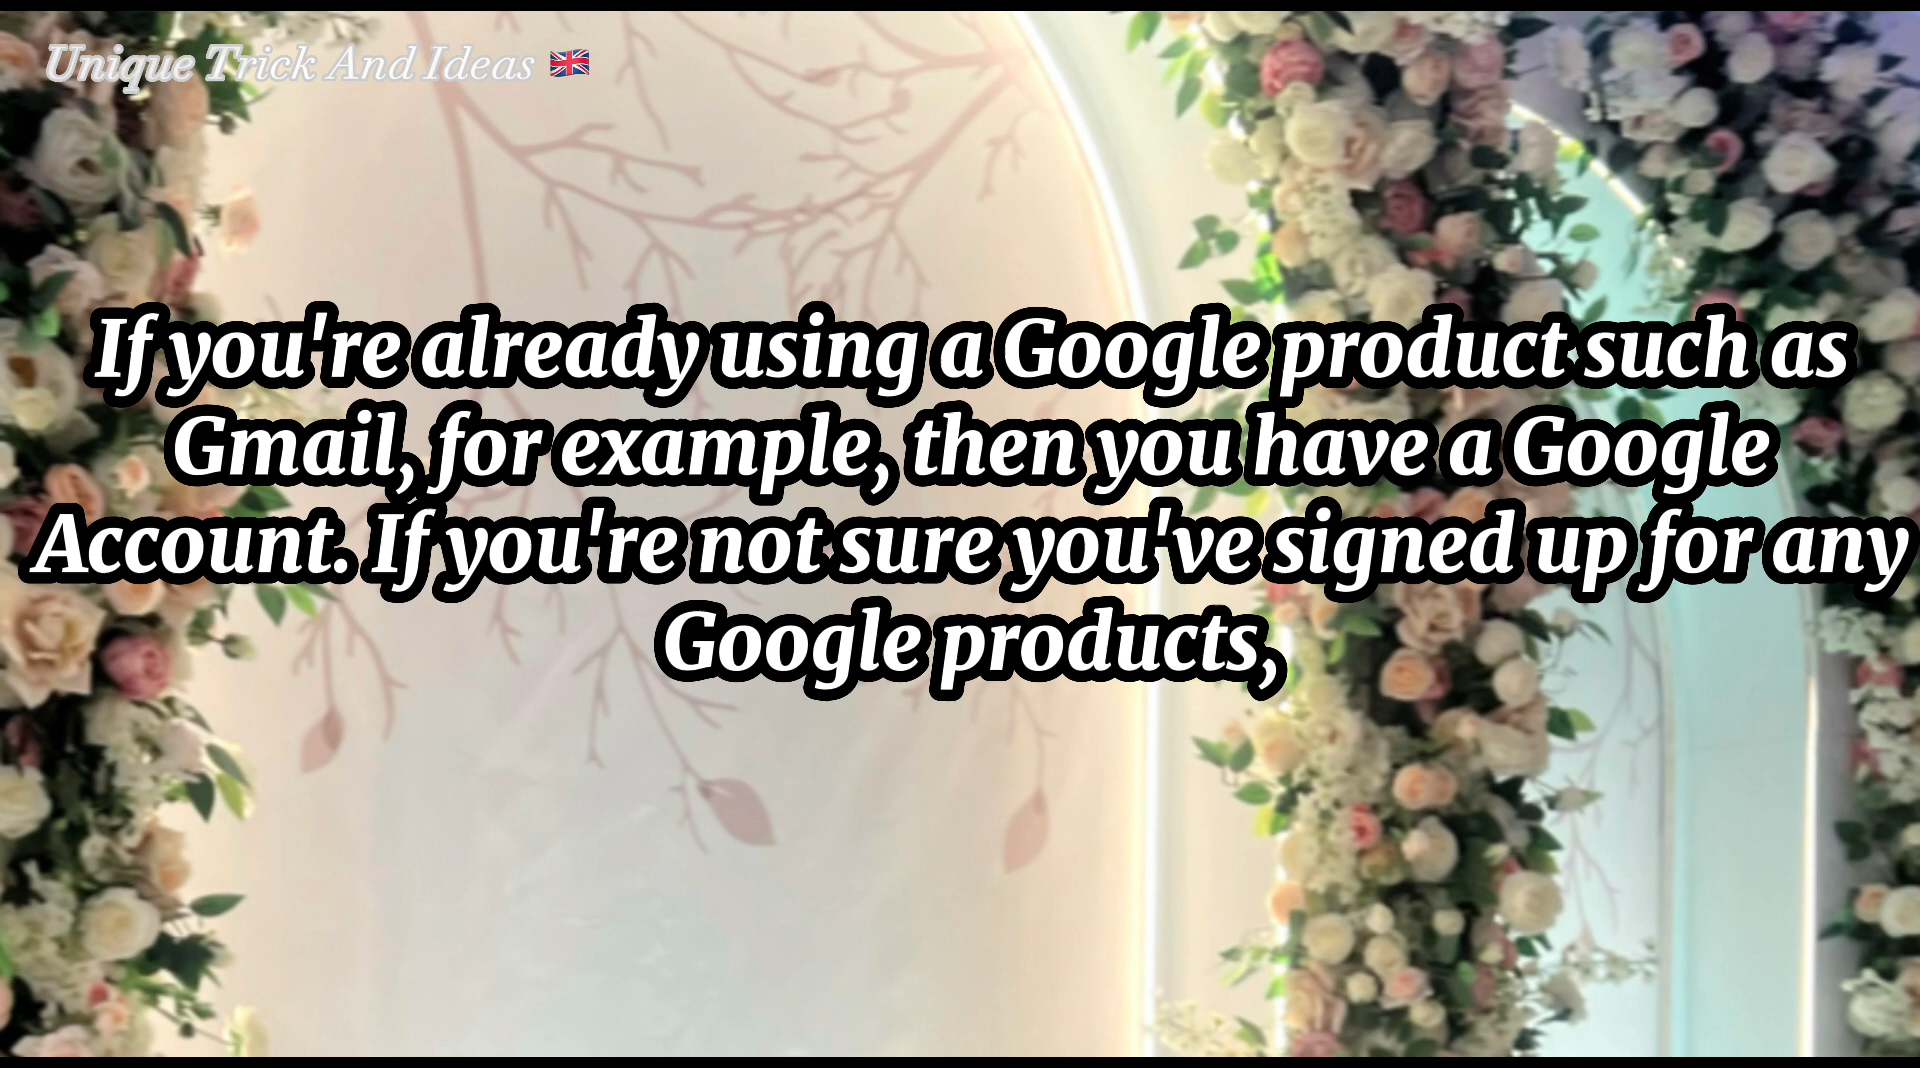 Unique Trick And Ideas 🇬🇧
If you're already using a Google product such as
Gmail, for example, then you have a Google
Account. If you're not sure you've signed up for any
Google products,